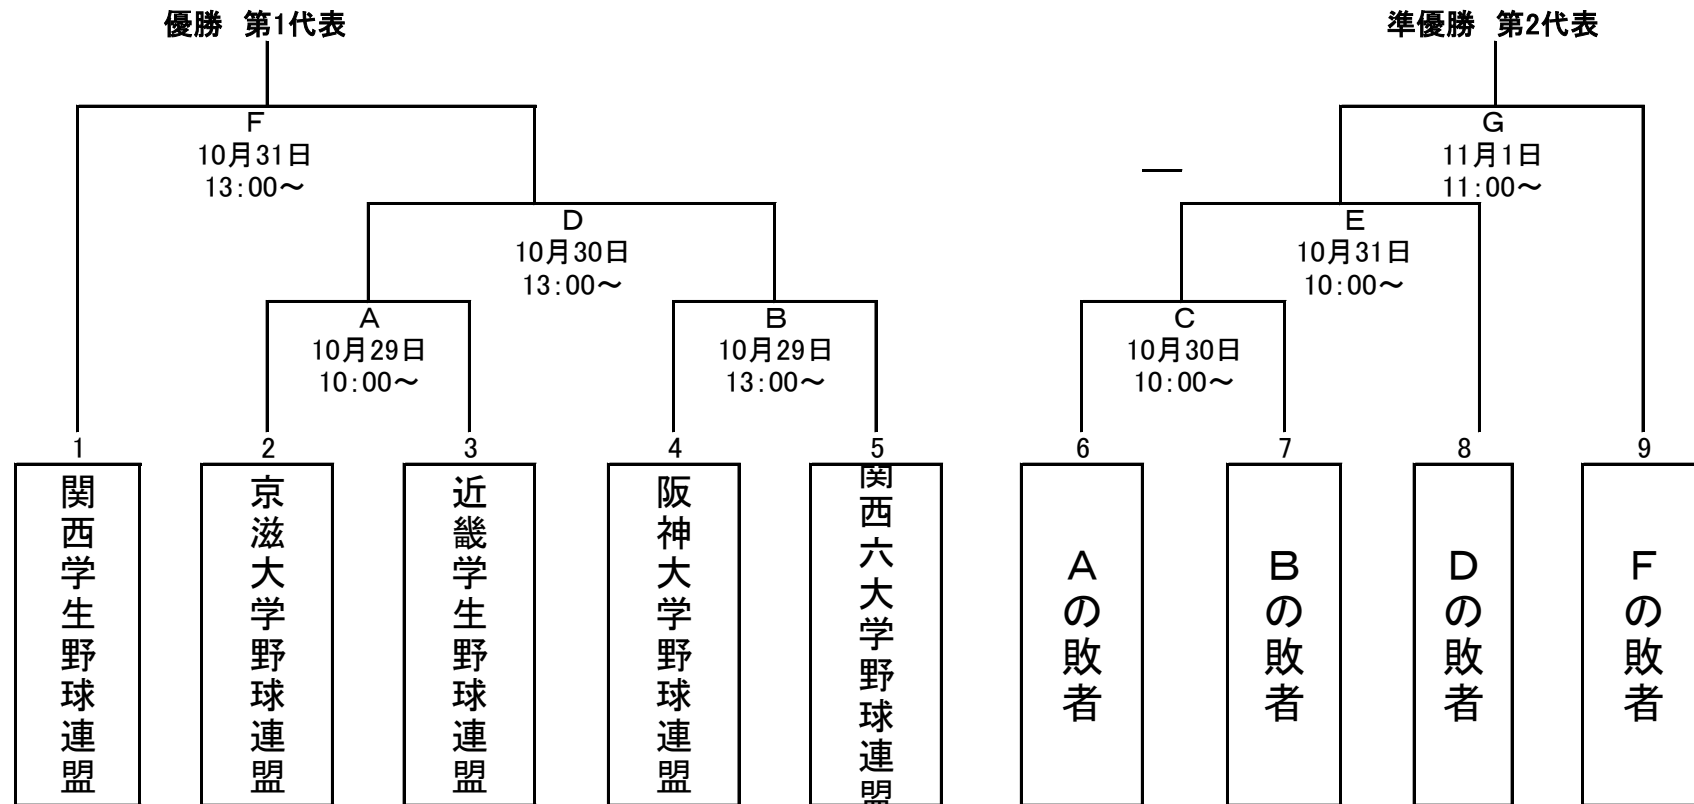 優勝 第1代表
準優勝 第2代表
F
10月31日
13:00～
G
11月1日
11:00～
D
10月30日
13:00～
E
10月31日
10:00～
A
10月29日
10:00～
B
10月29日
13:00～
C
10月30日
10:00～
1
2
3
4
5
6
7
8
9
関西学生野球連盟
京滋大学野球連盟
近畿学生野球連盟
阪神大学野球連盟
関西六大学野球連盟
Aの敗者
Bの敗者
Dの敗者
Fの敗者